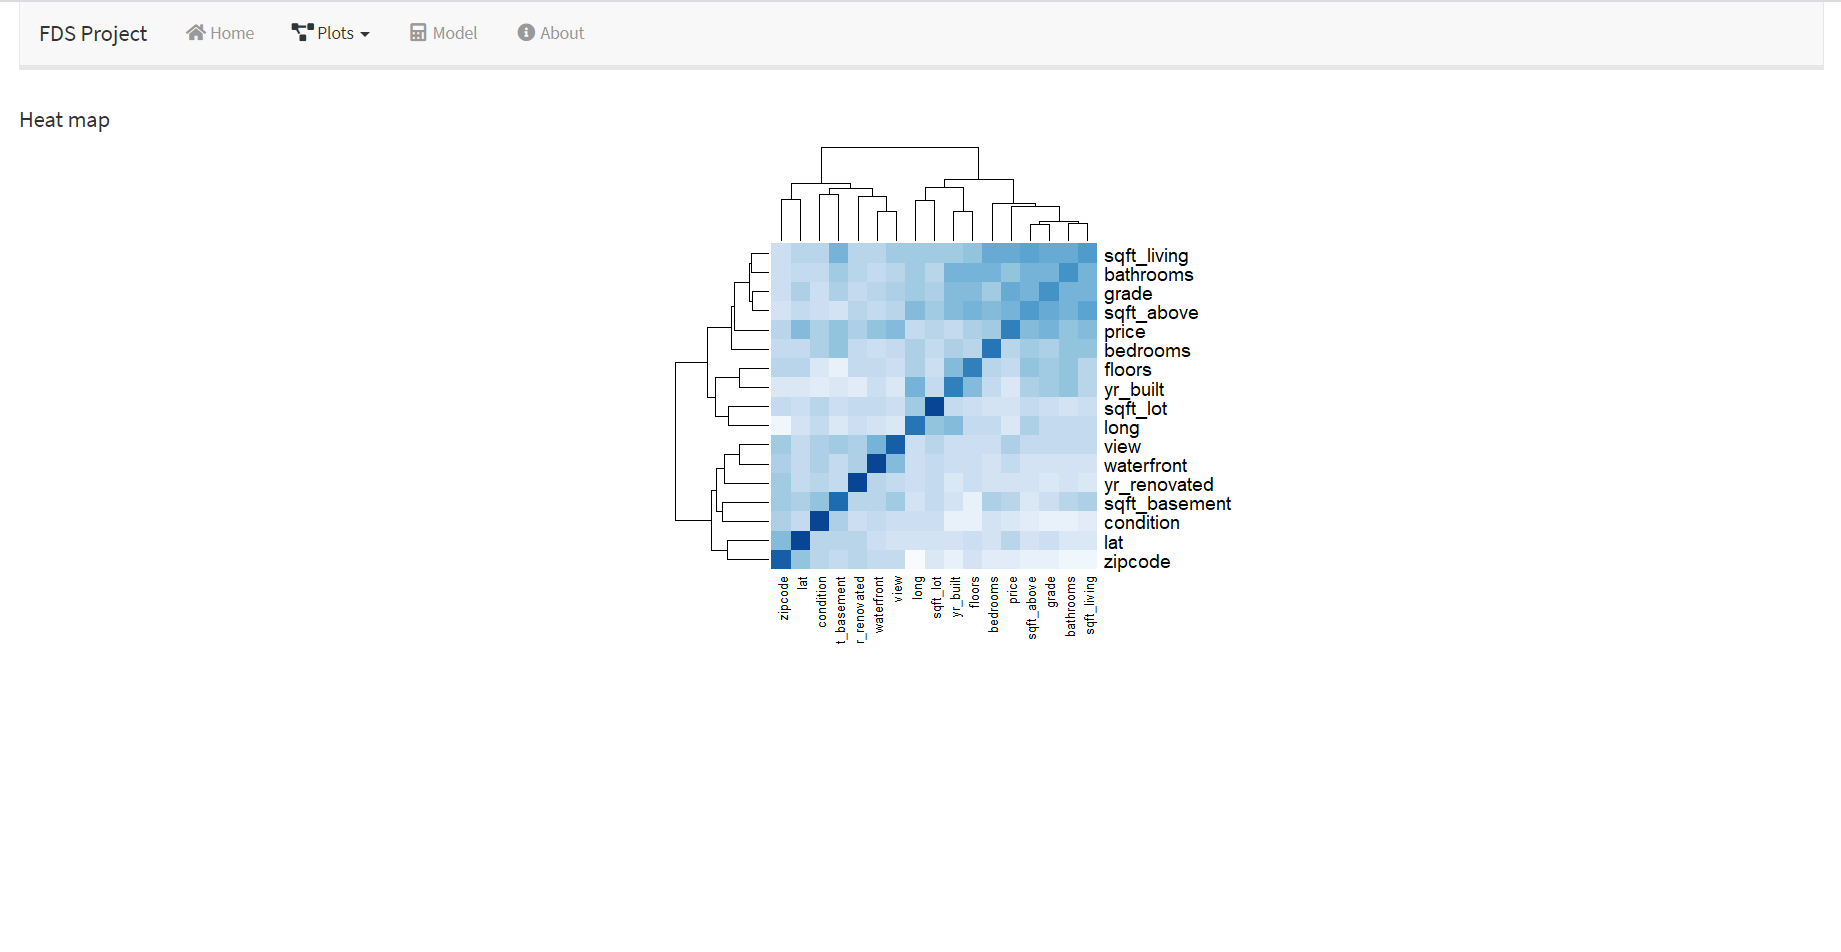 FDS Project Home Plots Model About
Heat map
sqft_living
bathrooms
grade
sqft_above
price
bedrooms
floors
yr_built
sqft_lot
long
view
waterfront
yr_renovated
sqft_basement
condition
lat
zipcode
zipcode
lat
condition
t_basement
r_renovated
waterfront
view
long
sqft_lot
yr_built
floors
bedrooms
price
sqft_above
grade
bathrooms
sqft_living